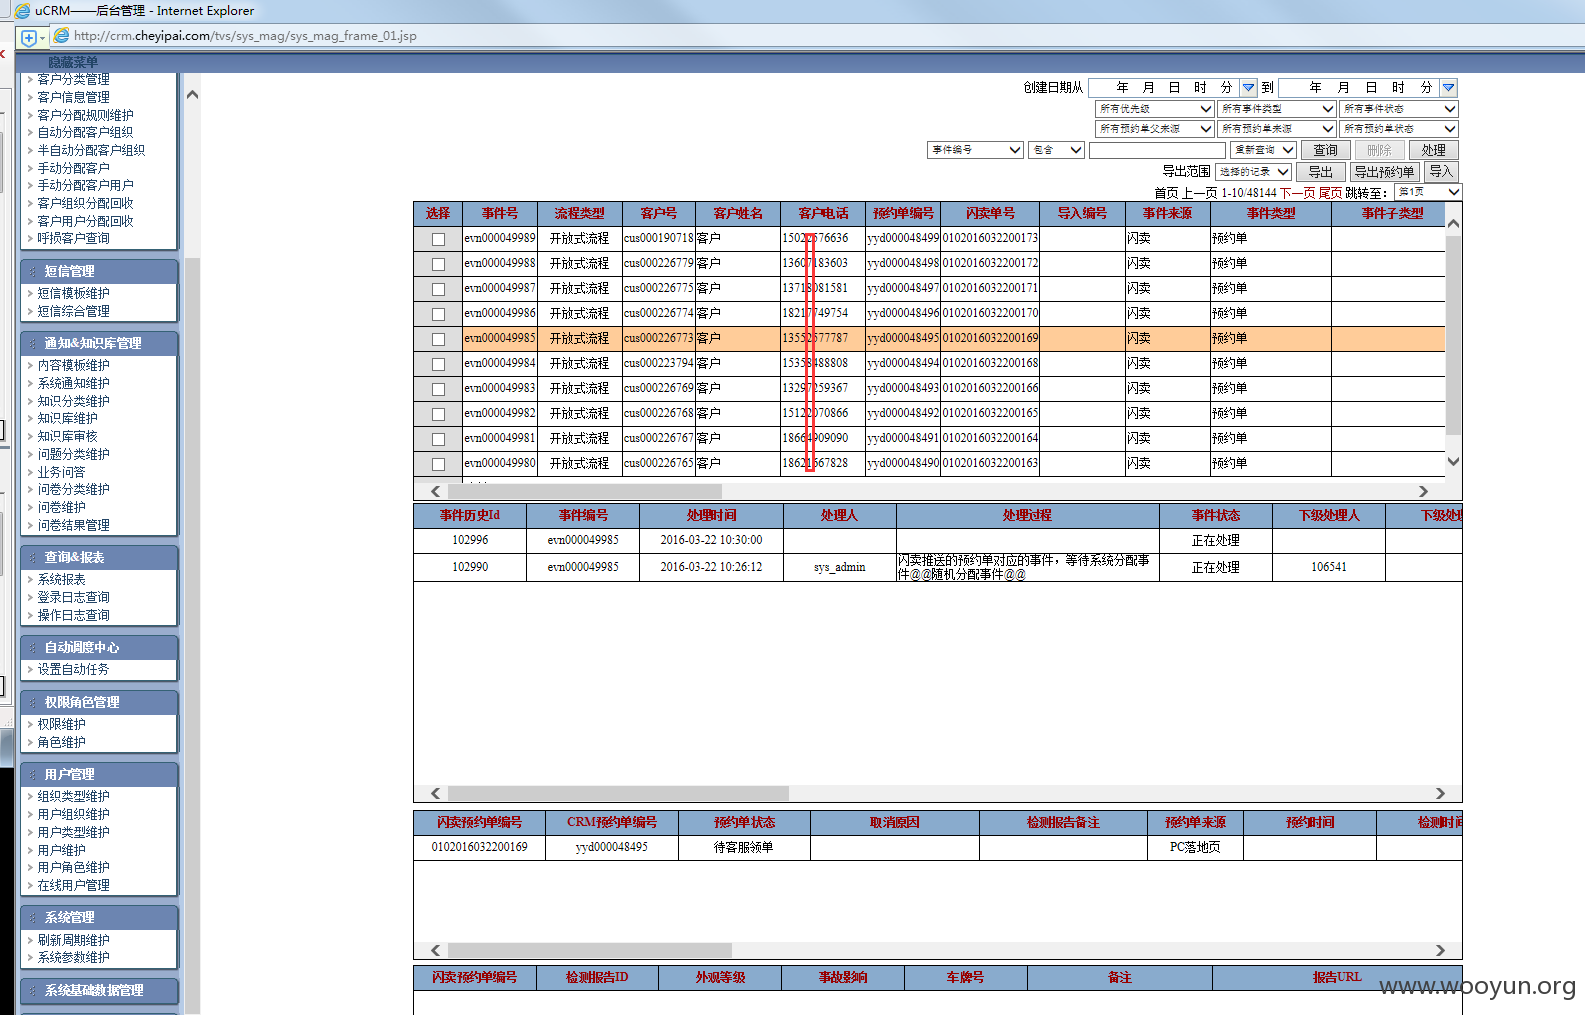 uCRM——后台管理 - Internet Explorer
http://crm.cheyipai.com/tvs/sys_mag/sys_mag_frame_01.jsp
隐藏菜单
客户分类管理
客户信息管理
客户分配规则维护
自动分配客户组织
半自动分配客户组织
手动分配客户
手动分配客户用户
客户组织分配回收
客户用户分配回收
呼损客户查询
短信管理
短信模板维护
短信综合管理
通知&知识库管理
内容模板维护
系统通知维护
知识分类维护
知识库维护
知识库审核
问题分类维护
业务问答
问卷分类维护
问卷维护
问卷结果管理
查询&报表
系统报表
登录日志查询
操作日志查询
自动调度中心
设置自动任务
权限角色管理
权限维护
角色维护
用户管理
组织类型维护
用户组织维护
用户类型维护
用户维护
用户角色维护
在线用户管理
系统管理
刷新周期维护
系统参数维护
系统基础数据管理
创建日期从 年 月 日 时 分 到 年 月 日 时 分
所有优先级 所有事件类型 所有事件状态
所有预约单父来源 所有预约单来源 所有预约单状态
事件编号 包含 重新查询 查询 删除 处理
导出范围 选择的记录 导出 导出预约单 导入
首页 上一页 1-10/48144 下一页 尾页 跳转至: 第1页
选择 事件号 流程类型 客户号 客户姓名 客户电话 预约单编号 闪卖单号 导入编号 事件来源 事件类型 事件子类型
evn000049989 开放式流程 cus000190718 客户 15022576636 yyd000048499 0102016032200173 闪卖 预约单
evn000049988 开放式流程 cus000226779 客户 13607183603 yyd000048498 0102016032200172 闪卖 预约单
evn000049987 开放式流程 cus000226775 客户 13718081581 yyd000048497 0102016032200171 闪卖 预约单
evn000049986 开放式流程 cus000226774 客户 18217749754 yyd000048496 0102016032200170 闪卖 预约单
evn000049985 开放式流程 cus000226773 客户 13552577787 yyd000048495 0102016032200169 闪卖 预约单
evn000049984 开放式流程 cus000223794 客户 15358488808 yyd000048494 0102016032200168 闪卖 预约单
evn000049983 开放式流程 cus000226769 客户 13297259367 yyd000048493 0102016032200166 闪卖 预约单
evn000049982 开放式流程 cus000226768 客户 15122070866 yyd000048492 0102016032200165 闪卖 预约单
evn000049981 开放式流程 cus000226767 客户 18664909090 yyd000048491 0102016032200164 闪卖 预约单
evn000049980 开放式流程 cus000226765 客户 18621567828 yyd000048490 0102016032200163 闪卖 预约单
事件历史Id 事件编号 处理时间 处理人 处理过程 事件状态 下级处理人 下级处
102996 evn000049985 2016-03-22 10:30:00 正在处理
102990 evn000049985 2016-03-22 10:26:12 sys_admin 闪卖推送的预约单对应的事件，等待系统分配事件@@随机分配事件@@ 正在处理 106541
闪卖预约单编号 CRM预约单编号 预约单状态 取消原因 检测报告备注 预约单来源 预约时间 检测时间
0102016032200169 yyd000048495 待客服领单 PC落地页
闪卖预约单编号 检测报告ID 外观等级 事故影响 车牌号 备注 报告URL
www.wooyun.org